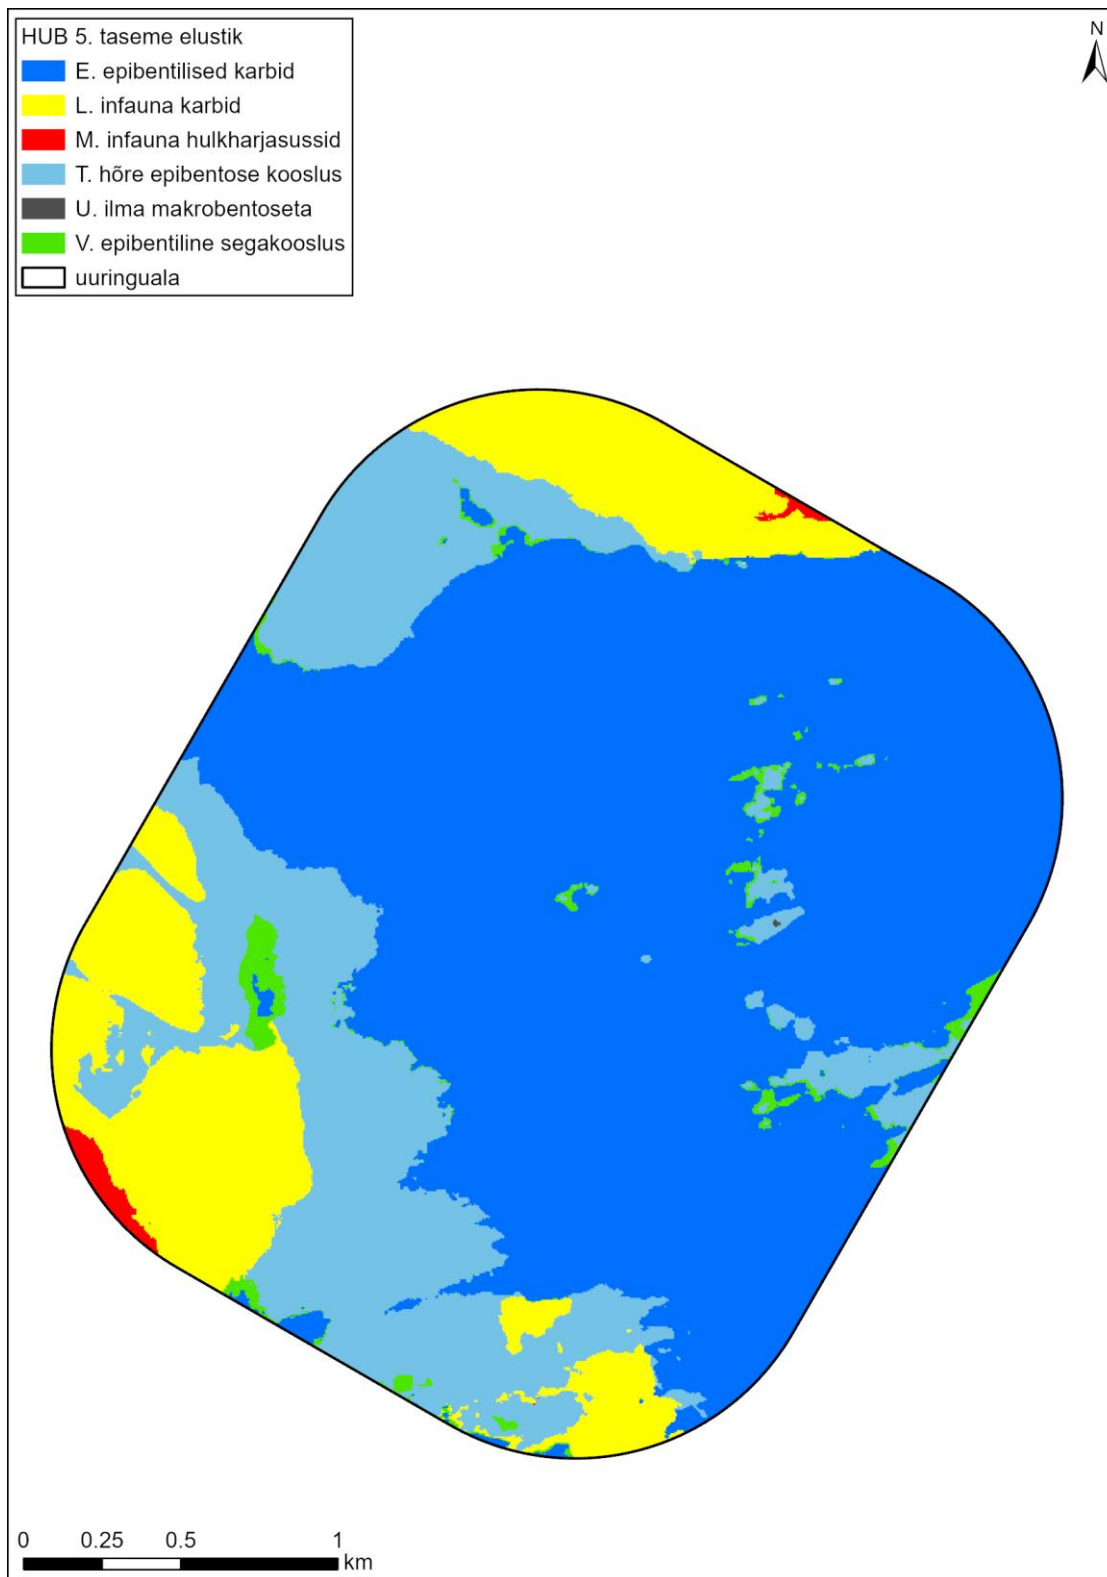 HUB 5. taseme elustik
E. epibentilised karbid
L. infauna karbid
M. infauna hulkharjasussid
T. hõre epibentose kooslus
U. ilma makrobentoseta
V. epibentiline segakooslus
uuringuala
N
0 0.25 0.5 1
km